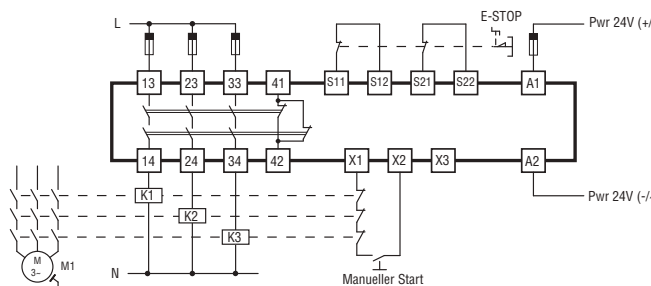 E-STOP
L
Pwr 24V (+/
13 23 33 41 S11 S12 S21 S22 A1
14 24 34 42 X1 X2 X3 A2
K1
Pwr 24V (-/
K2
K3
M
3~
M1
N
Manueller Start